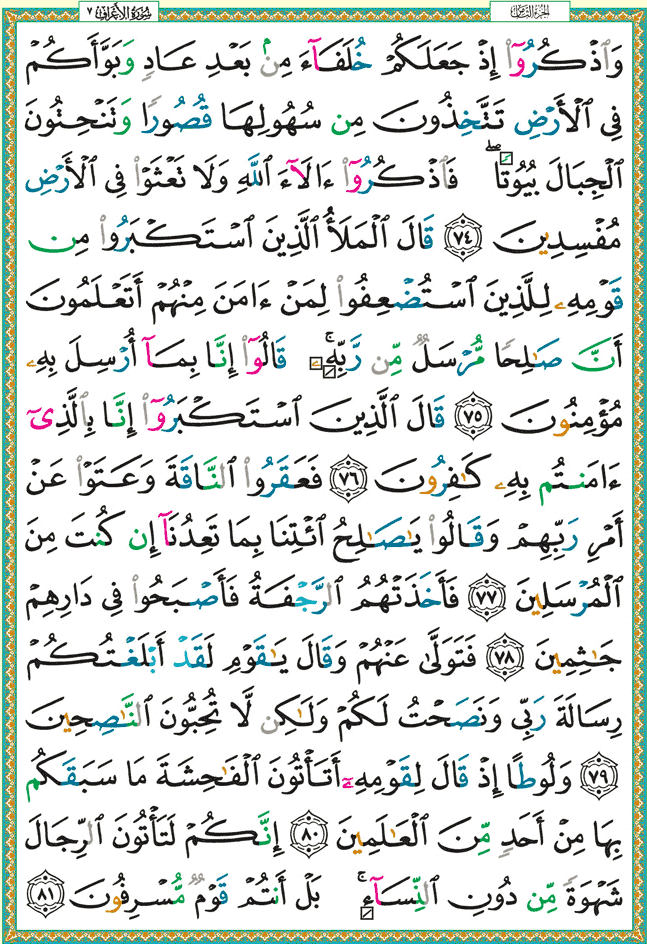 سُورَةُ الْأَعْرَافِ ٧
الجزء الثامن
وَٱذْكُرُوٓا۟ إِذْ جَعَلَكُمْ خُلَفَآءَ مِنۢ بَعْدِ عَادٍ وَبَوَّأَكُمْ
فِى ٱلْأَرْضِ تَتَّخِذُونَ مِن سُهُولِهَا قُصُورًا وَتَنْحِتُونَ
ٱلْجِبَالَ بُيُوتًا ۖ فَٱذْكُرُوٓا۟ ءَالَآءَ ٱللَّهِ وَلَا تَعْثَوْا۟ فِى ٱلْأَرْضِ
مُفْسِدِينَ ٧٤ قَالَ ٱلْمَلَأُ ٱلَّذِينَ ٱسْتَكْبَرُوا۟ مِن
قَوْمِهِۦ لِلَّذِينَ ٱسْتُضْعِفُوا۟ لِمَنْ ءَامَنَ مِنْهُمْ أَتَعْلَمُونَ
أَنَّ صَـٰلِحًا مُّرْسَلٌ مِّن رَّبِّهِۦ ۚ قَالُوٓا۟ إِنَّا بِمَآ أُرْسِلَ بِهِۦ
مُؤْمِنُونَ ٧٥ قَالَ ٱلَّذِينَ ٱسْتَكْبَرُوٓا۟ إِنَّا بِٱلَّذِىٓ
ءَامَنتُم بِهِۦ كَـٰفِرُونَ ٧٦ فَعَقَرُوا۟ ٱلنَّاقَةَ وَعَتَوْا۟ عَنْ
أَمْرِ رَبِّهِمْ وَقَالُوا۟ يَـٰصَـٰلِحُ ٱئْتِنَا بِمَا تَعِدُنَآ إِن كُنتَ مِنَ
ٱلْمُرْسَلِينَ ٧٧ فَأَخَذَتْهُمُ ٱلرَّجْفَةُ فَأَصْبَحُوا۟ فِى دَارِهِمْ
جَـٰثِمِينَ ٧٨ فَتَوَلَّىٰ عَنْهُمْ وَقَالَ يَـٰقَوْمِ لَقَدْ أَبْلَغْتُكُمْ
رِسَالَةَ رَبِّى وَنَصَحْتُ لَكُمْ وَلَـٰكِن لَّا تُحِبُّونَ ٱلنَّـٰصِحِينَ
٧٩ وَلُوطًا إِذْ قَالَ لِقَوْمِهِۦٓ أَتَأْتُونَ ٱلْفَـٰحِشَةَ مَا سَبَقَكُم
بِهَا مِنْ أَحَدٍ مِّنَ ٱلْعَـٰلَمِينَ ٨٠ إِنَّكُمْ لَتَأْتُونَ ٱلرِّجَالَ
شَهْوَةً مِّن دُونِ ٱلنِّسَآءِ ۚ بَلْ أَنتُمْ قَوْمٌ مُّسْرِفُونَ ٨١